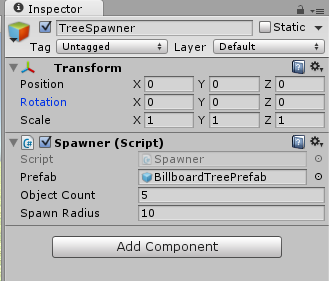 Inspector
TreeSpawner Static
Tag Untagged Layer Default
Transform
Position X 0 Y 0 Z 0
Rotation X 0 Y 0 Z 0
Scale X 1 Y 1 Z 1
Spawner (Script)
Script Spawner
Prefab BillboardTreePrefab
Object Count 5
Spawn Radius 10
Add Component